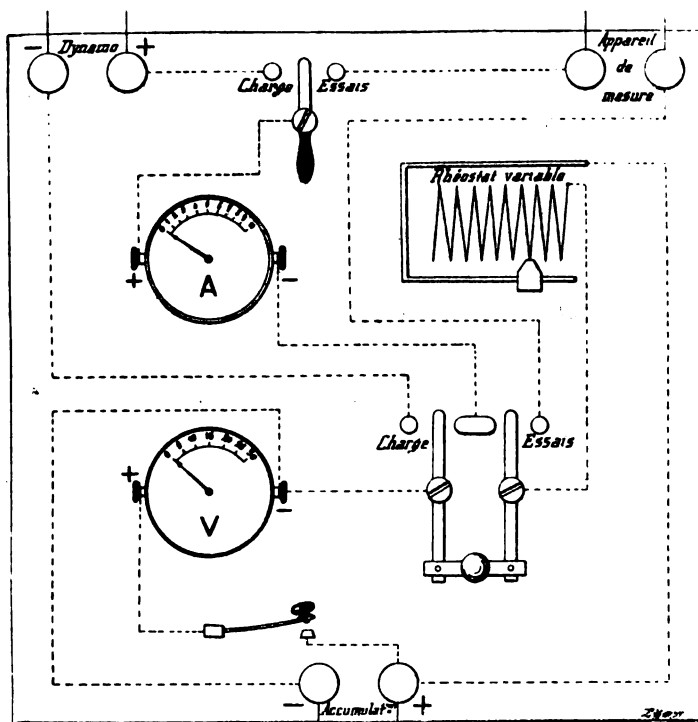 - Dynamo +
Charge Essais
Appareil
de
mesure
Rhéostat variable
+ A -
Charge Essais
+ V -
- Accumulat.rs +